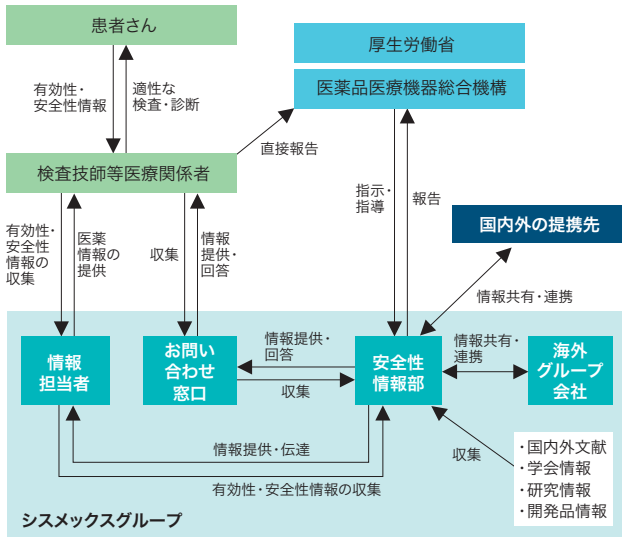 患者さん
厚生労働省
医薬品医療機器総合機構
有効性・
安全性情報
適性な
検査・診断
直接報告
検査技師等医療関係者
指示・
指導
報告
国内外の提携先
有効性・
安全性
情報の
収集
医薬
情報の
提供
収集
情報
提供・
回答
情報共有・連携
情報
担当者
お問い
合わせ
窓口
情報提供・
回答
収集
安全性
情報部
情報共有・
連携
海外
グループ
会社
情報提供・伝達
有効性・安全性情報の収集
収集
・国内外文献
・学会情報
・研究情報
・開発品情報
シスメックスグループ